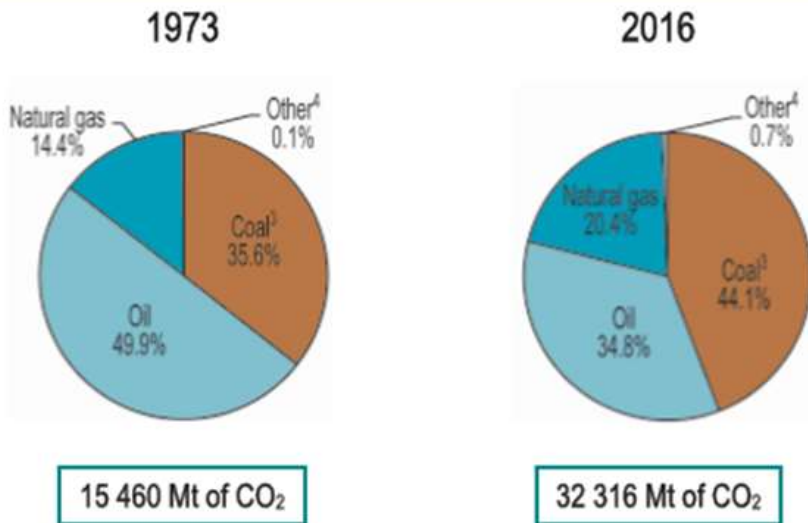 1973
Natural gas
14.4%
Other⁴
0.1%
Coal³
35.6%
Oil
49.9%
15 460 Mt of CO₂
2016
Other⁴
0.7%
Natural gas
20.4%
Coal³
44.1%
Oil
34.8%
32 316 Mt of CO₂